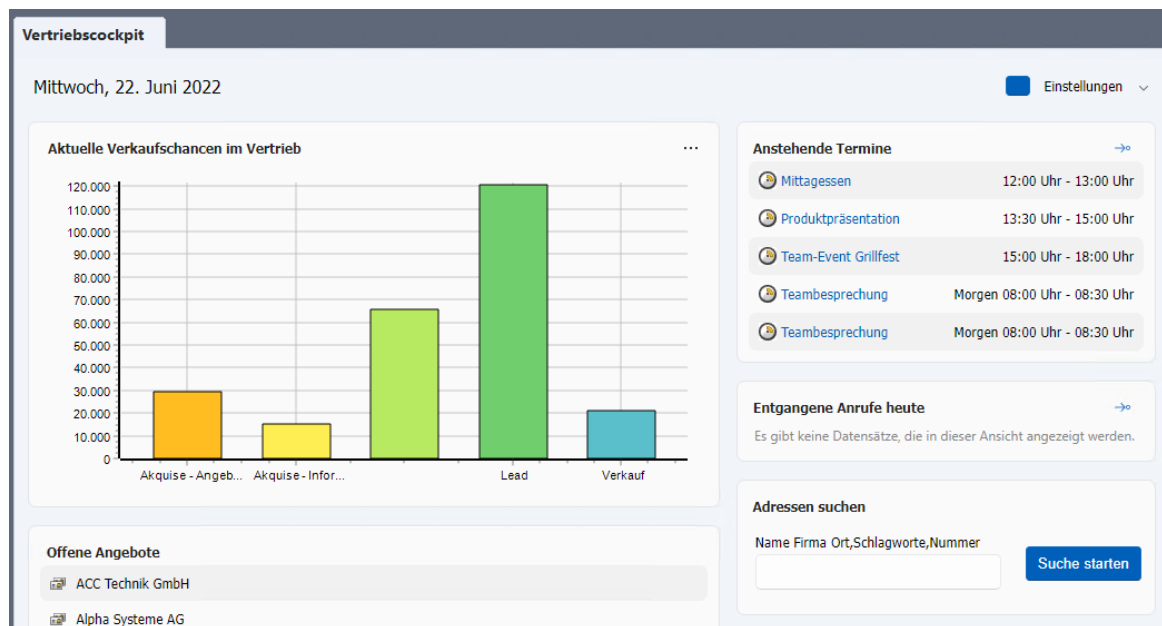 Vertriebscockpit
Mittwoch, 22. Juni 2022
Einstellungen
Aktuelle Verkaufschancen im Vertrieb
120.000
110.000
100.000
90.000
80.000
70.000
60.000
50.000
40.000
30.000
20.000
10.000
0
Akquise - Angeb... Akquise - Infor... Lead Verkauf
Offene Angebote
ACC Technik GmbH
Alpha Systeme AG
Anstehende Termine
Mittagessen 12:00 Uhr - 13:00 Uhr
Produktpräsentation 13:30 Uhr - 15:00 Uhr
Team-Event Grillfest 15:00 Uhr - 18:00 Uhr
Teambesprechung Morgen 08:00 Uhr - 08:30 Uhr
Teambesprechung Morgen 08:00 Uhr - 08:30 Uhr
Entgangene Anrufe heute
Es gibt keine Datensätze, die in dieser Ansicht angezeigt werden.
Adressen suchen
Name Firma Ort,Schlagworte,Nummer
Suche starten